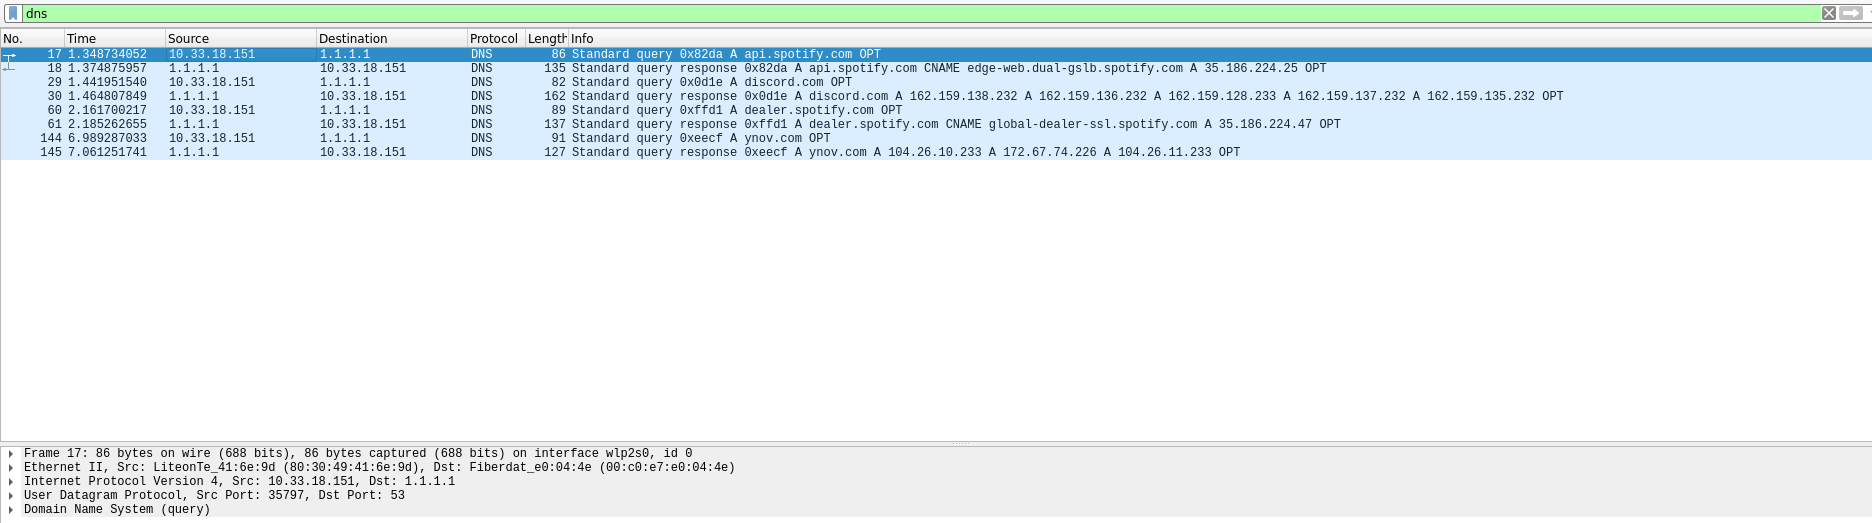 dns
No. Time Source Destination Protocol Length Info
17 1.348734052 10.33.18.151 1.1.1.1 DNS 86 Standard query 0x82da A api.spotify.com OPT
18 1.374875957 1.1.1.1 10.33.18.151 DNS 135 Standard query response 0x82da A api.spotify.com CNAME edge-web.dual-gslb.spotify.com A 35.186.224.25 OPT
29 1.441951540 10.33.18.151 1.1.1.1 DNS 82 Standard query 0x0d1e A discord.com OPT
30 1.464807849 1.1.1.1 10.33.18.151 DNS 162 Standard query response 0x0d1e A discord.com A 162.159.138.232 A 162.159.136.232 A 162.159.128.233 A 162.159.137.232 A 162.159.135.232 OPT
60 2.161700217 10.33.18.151 1.1.1.1 DNS 89 Standard query 0xffd1 A dealer.spotify.com OPT
61 2.185262655 1.1.1.1 10.33.18.151 DNS 137 Standard query response 0xffd1 A dealer.spotify.com CNAME global-dealer-ssl.spotify.com A 35.186.224.47 OPT
144 6.989287033 10.33.18.151 1.1.1.1 DNS 91 Standard query 0xeecf A ynov.com OPT
145 7.061251741 1.1.1.1 10.33.18.151 DNS 127 Standard query response 0xeecf A ynov.com A 104.26.10.233 A 172.67.74.226 A 104.26.11.233 OPT
Frame 17: 86 bytes on wire (688 bits), 86 bytes captured (688 bits) on interface wlp2s0, id 0
Ethernet II, Src: LiteonTe_41:6e:9d (80:30:49:41:6e:9d), Dst: Fiberdat_e0:04:4e (00:c0:e7:e0:04:4e)
Internet Protocol Version 4, Src: 10.33.18.151, Dst: 1.1.1.1
User Datagram Protocol, Src Port: 35797, Dst Port: 53
Domain Name System (query)